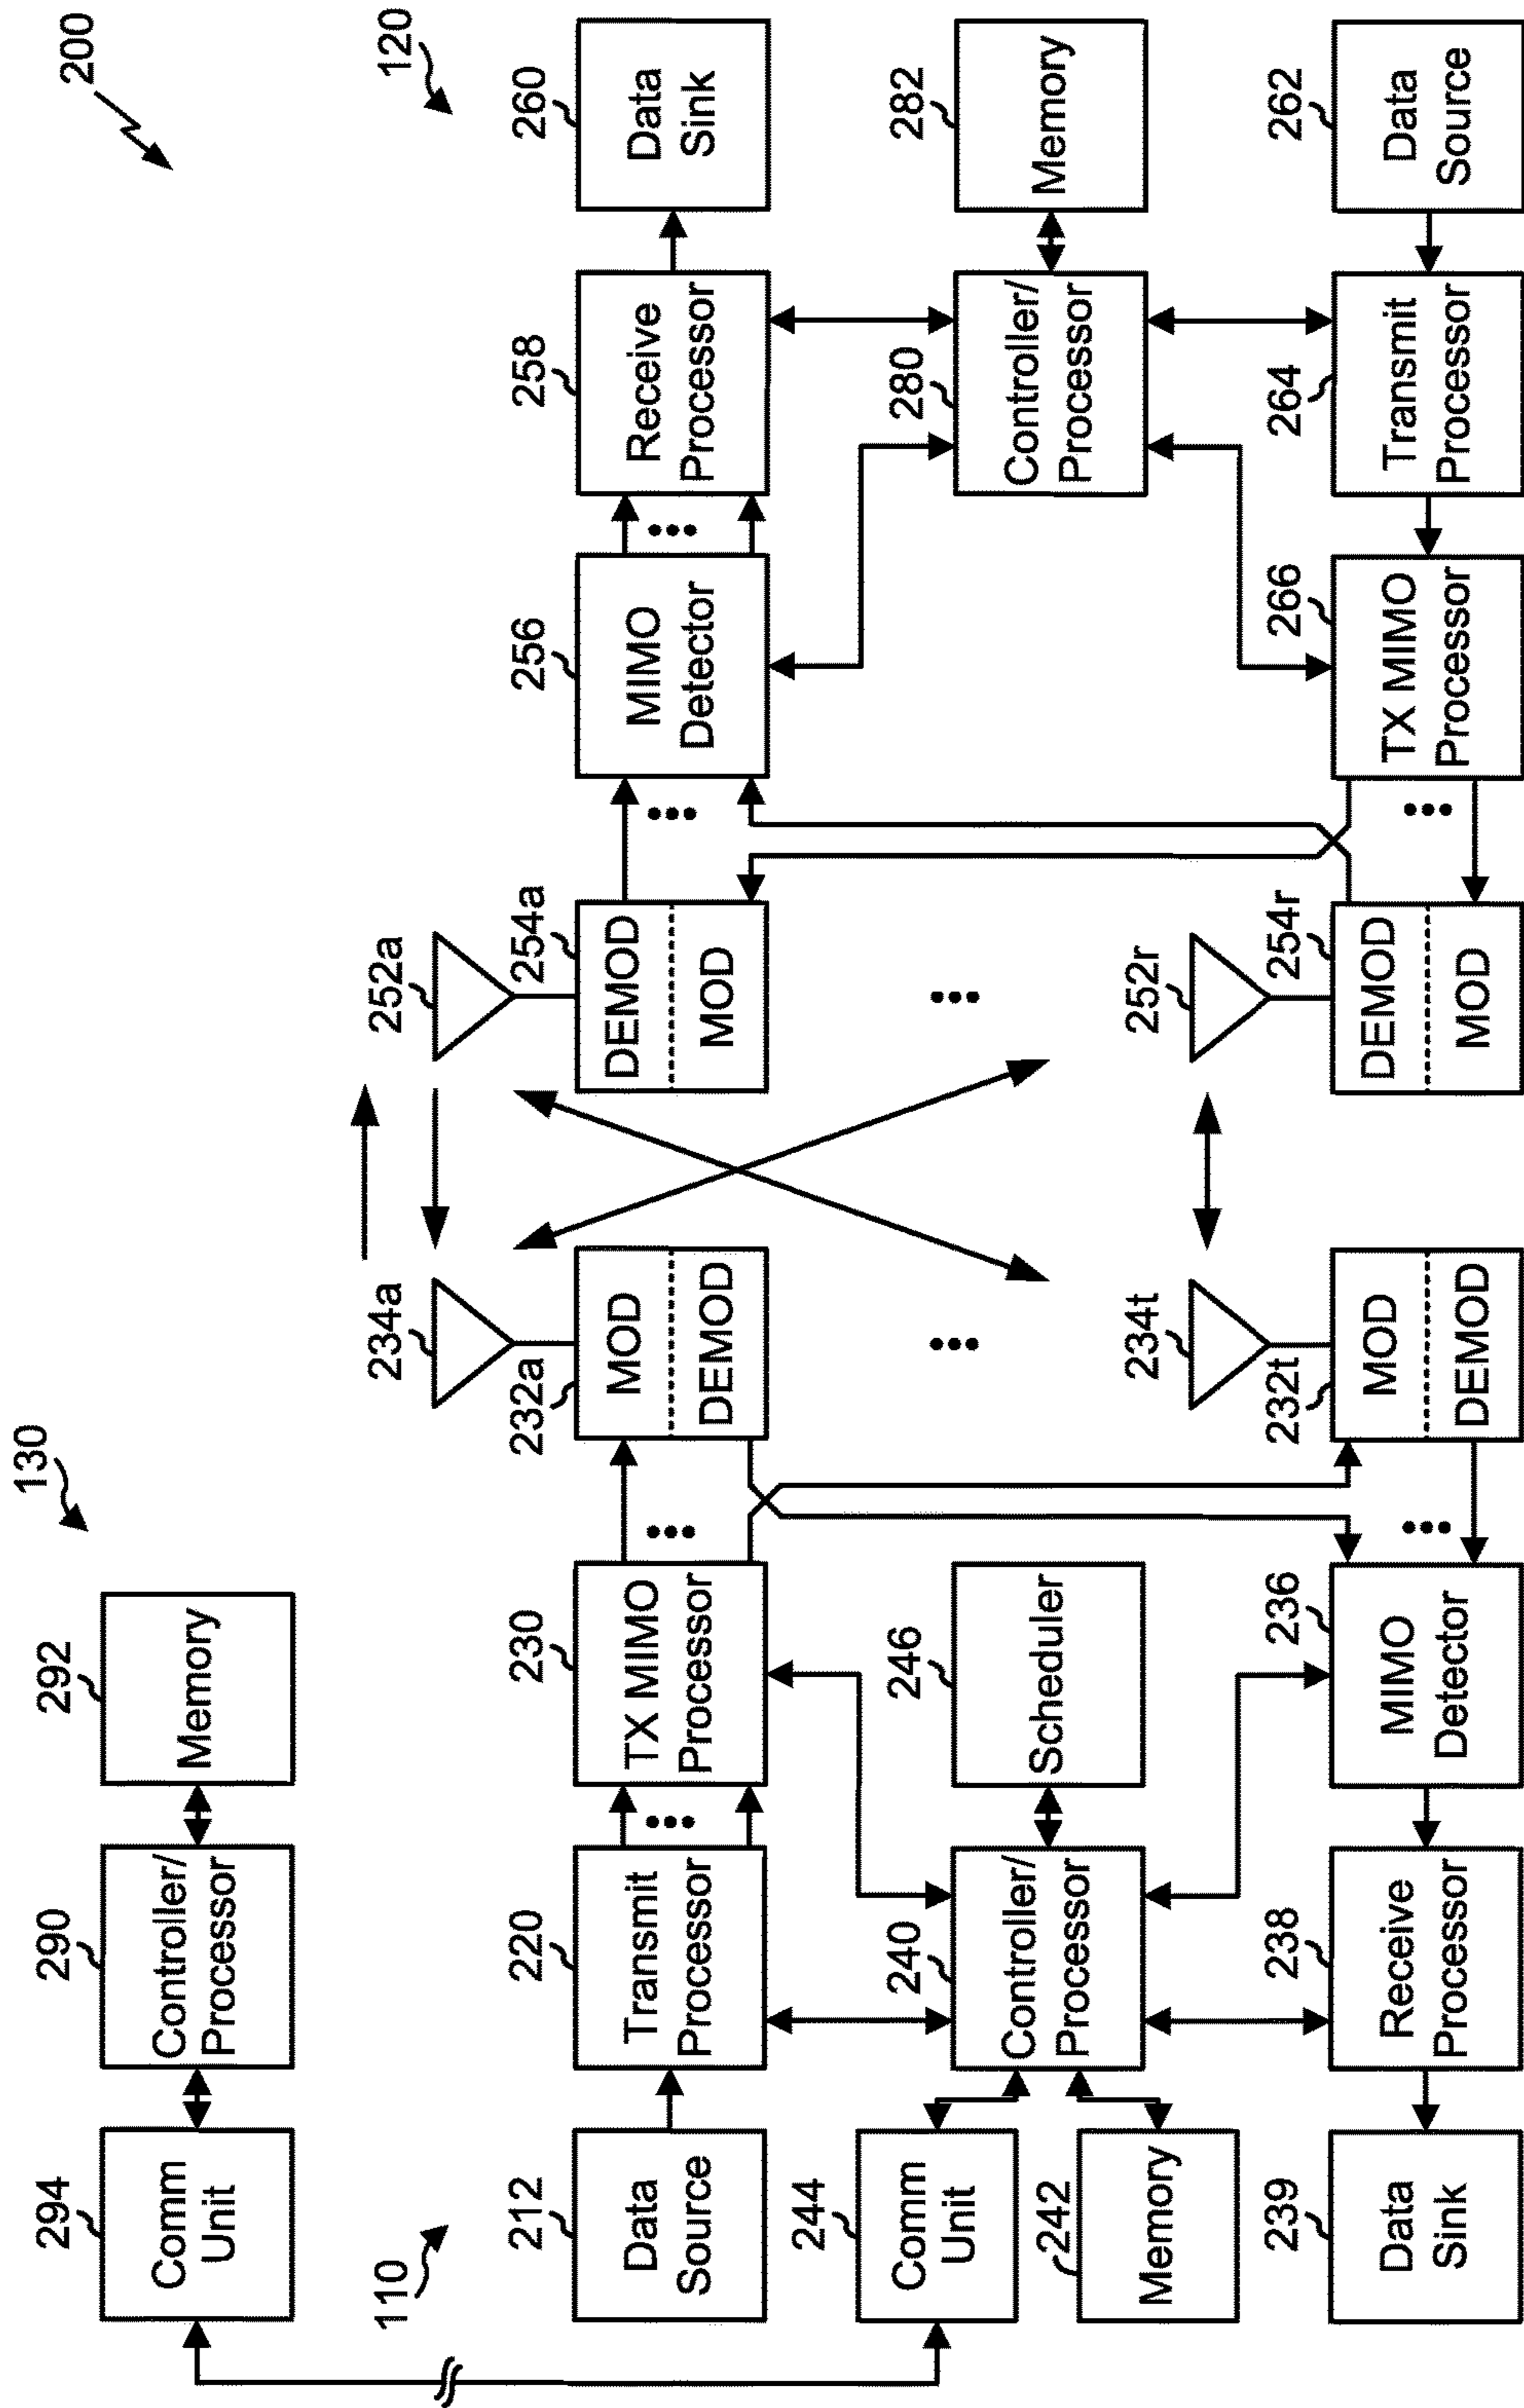 200
130
294
Comm
Unit
290
Controller/
Processor
292
Memory
110
120
212
Data
Source
220
Transmit
Processor
230
TX MIMO
Processor
232a
MOD
DEMOD
234a
252a
254a
DEMOD
MOD
256
MIMO
Detector
258
Receive
Processor
260
Data
Sink
244
Comm
Unit
242
Memory
240
Controller/
Processor
246
Scheduler
280
Controller/
Processor
282
Memory
239
Data
Sink
238
Receive
Processor
236
MIMO
Detector
232t
MOD
DEMOD
234t
252r
254r
DEMOD
MOD
266
TX MIMO
Processor
264
Transmit
Processor
262
Data
Source